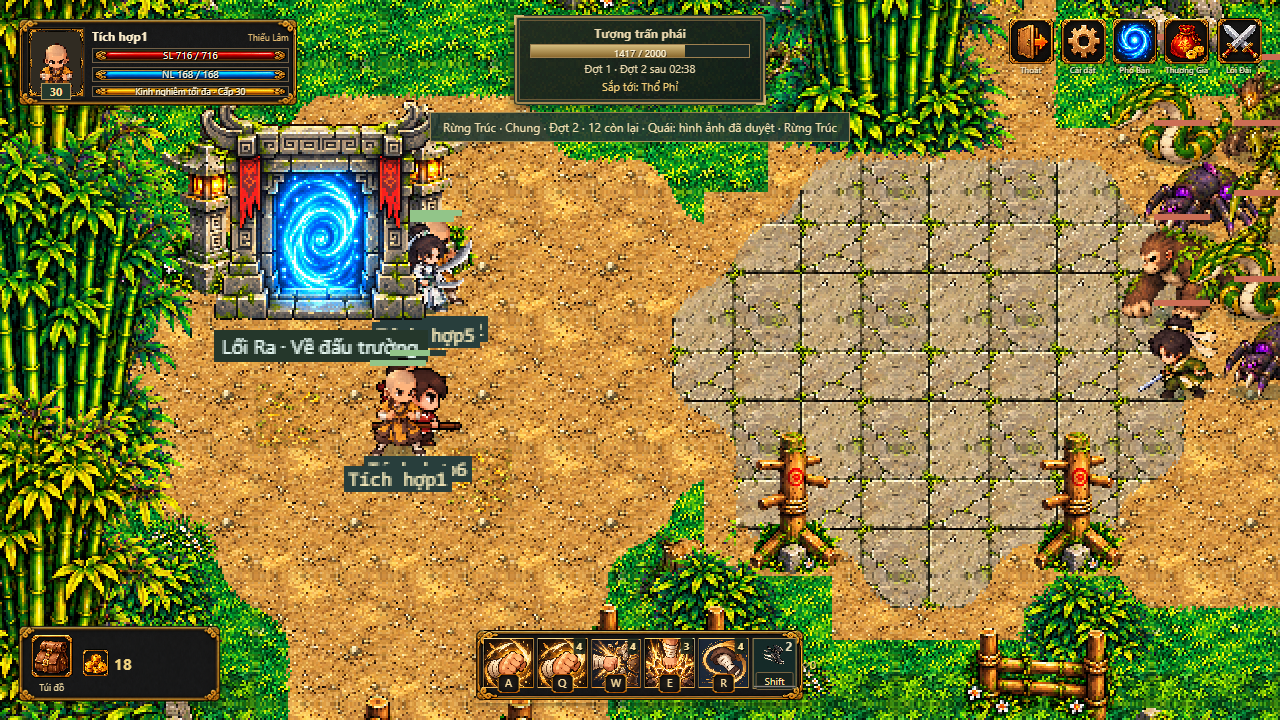 Tích hợp1
Thiếu Lâm
SL 716 / 716
NL 168 / 168
Kinh nghiệm tối đa · Cấp 30
30
Tượng trấn phái
1417 / 2000
Đợt 1 · Đợt 2 sau 02:38
Sắp tới: Thổ Phỉ
Thoát
Cài đặt
Phó Bản
Thương Gia
Lôi Đài
Rừng Trúc · Chung · Đợt 2 · 12 còn lại · Quái: hình ảnh đã duyệt · Rừng Trúc
hợp5
Lối Ra - Về đấu trường
Tích hợp1
18
Túi đồ
A
4
Q
4
W
3
E
4
R
2
Shift